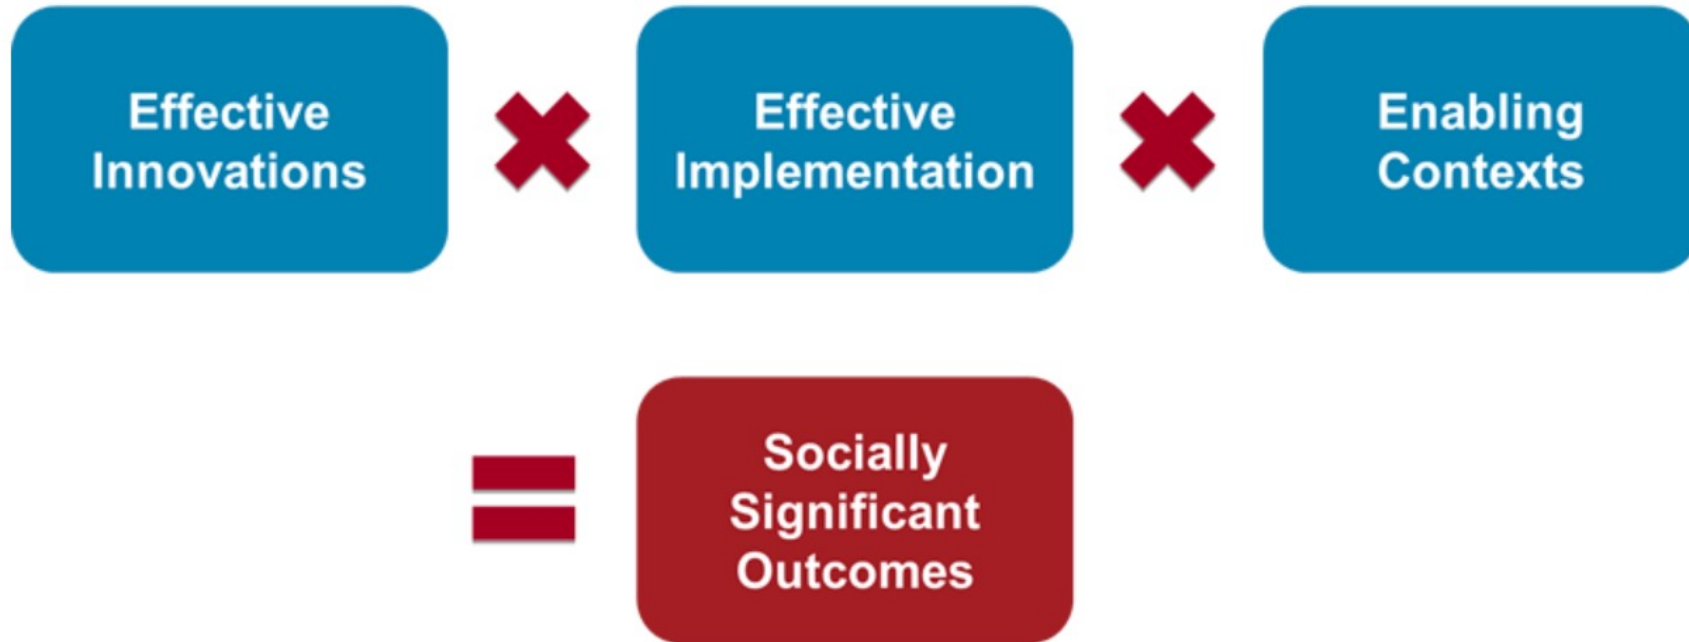 Effective
Innovations
Effective
Implementation
Enabling
Contexts
Socially
Significant
Outcomes